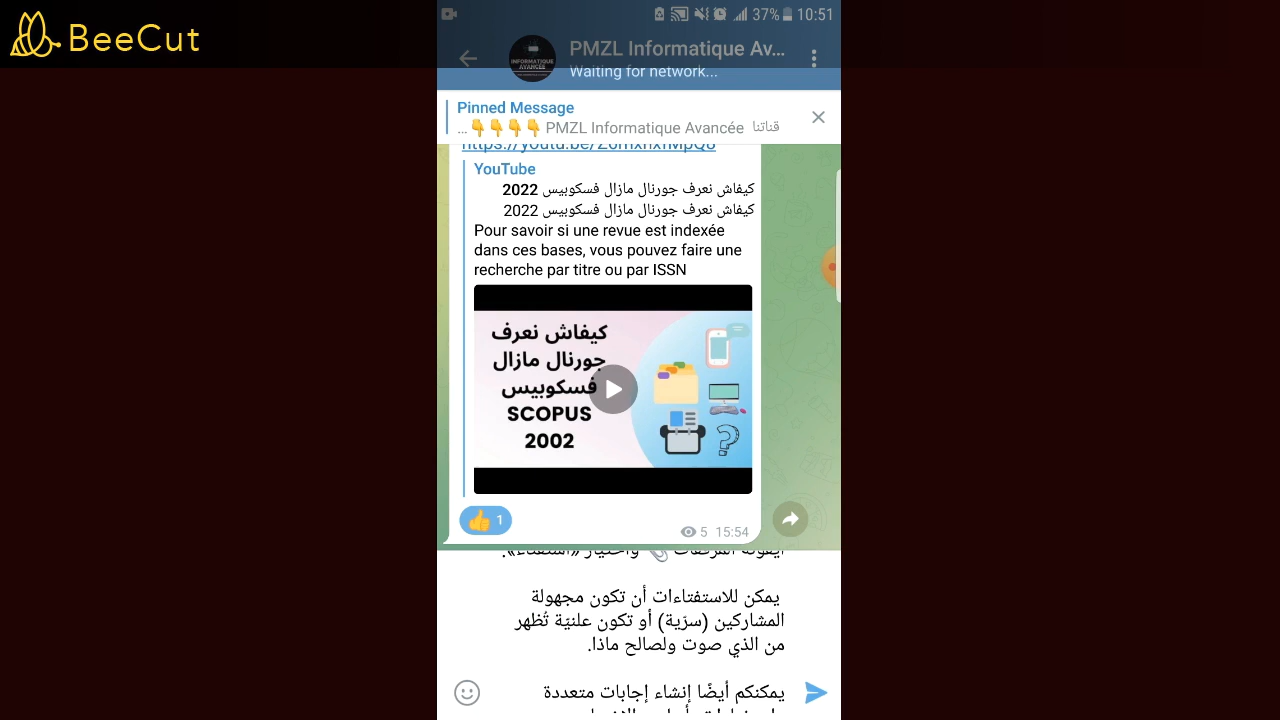 BeeCut
37% 10:51
PMZL Informatique Av...
INFORMATIQUE
AVANCÉE
Waiting for network...
Pinned Message
قناتنا PMZL Informatique Avancée 👇👇👇👇...
YouTube
كيفاش نعرف جورنال مازال فسكوبيس 2022
كيفاش نعرف جورنال مازال فسكوبيس 2022
Pour savoir si une revue est indexée
dans ces bases, vous pouvez faire une
recherche par titre ou par ISSN
كيفاش نعرف
جورنال مازال
فسكوبيس
SCOPUS
2002
👍 1
5 15:54
يمكن للاستفتاءات أن تكون مجهولة
المشاركين (سرّية) أو تكون علنيّة تُظهر
من الذي صوت ولصالح ماذا.
يمكنكم أيضًا إنشاء إجابات متعددة